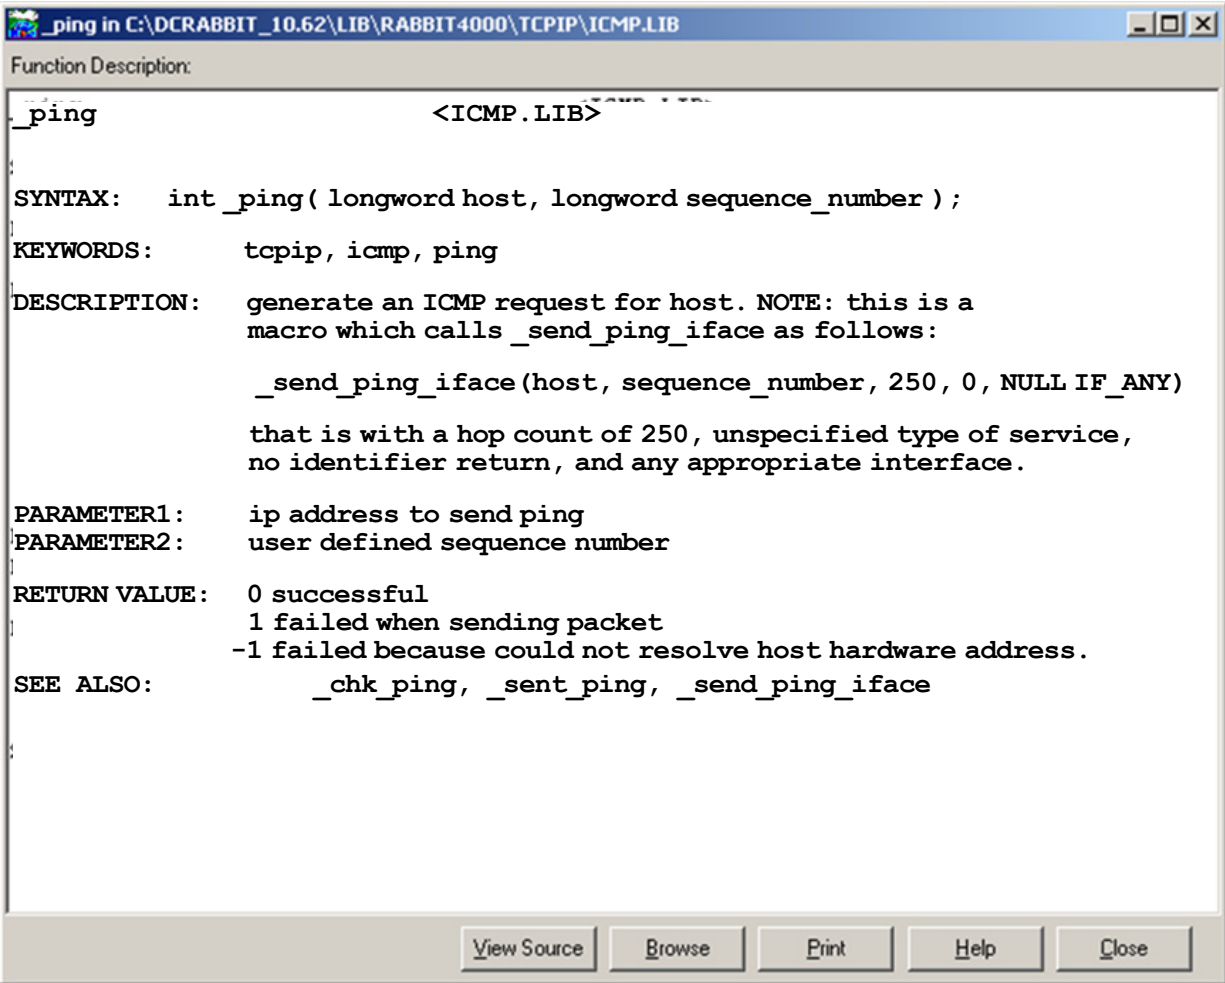 _ping in C:\DCRABBIT_10.62\LIB\RABBIT4000\TCPIP\ICMP.LIB
Function Description:
_ping <ICMP.LIB>
SYNTAX: int _ping( longword host, longword sequence_number );
KEYWORDS: tcpip, icmp, ping
DESCRIPTION: generate an ICMP request for host. NOTE: this is a
macro which calls _send_ping_iface as follows:
_send_ping_iface(host, sequence_number, 250, 0, NULL IF_ANY)
that is with a hop count of 250, unspecified type of service,
no identifier return, and any appropriate interface.
PARAMETER1: ip address to send ping
PARAMETER2: user defined sequence number
RETURN VALUE: 0 successful
1 failed when sending packet
-1 failed because could not resolve host hardware address.
SEE ALSO: _chk_ping, _sent_ping, _send_ping_iface
View Source Browse Print Help Close